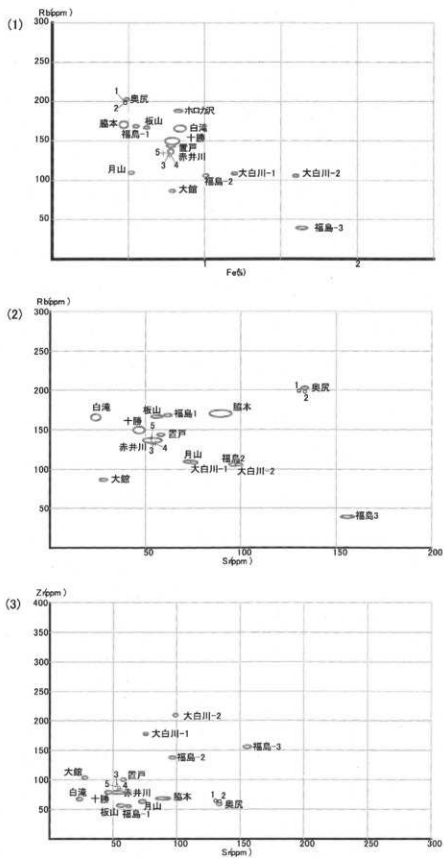 (1)
Rb(ppm)
300
250
200
150
100
50
1
2
奥尻
ホロカ沢
脇本
板山
福島-1
白滝
十勝
置戸
5
赤井川
3
4
月山
福島-2
大白川-1
大白川-2
大館
福島-3
1
2
Fe(%)
(2)
Rb(ppm)
300
250
200
150
100
50
1
2
奥尻
白滝
板山
福島1
脇本
十勝
5
置戸
赤井川
3
4
月山
福島2
大白川-1
大白川-2
大館
福島3
50
100
150
200
Sr(ppm)
(3)
Zr(ppm)
400
350
300
250
200
150
100
50
大白川-2
大白川-1
福島-3
福島-2
大館
3
置戸
5
4
白滝
十勝
赤井川
板山
福島-1
月山
脇本
1
2
奥尻
50
100
150
200
250
300
Sr(ppm)